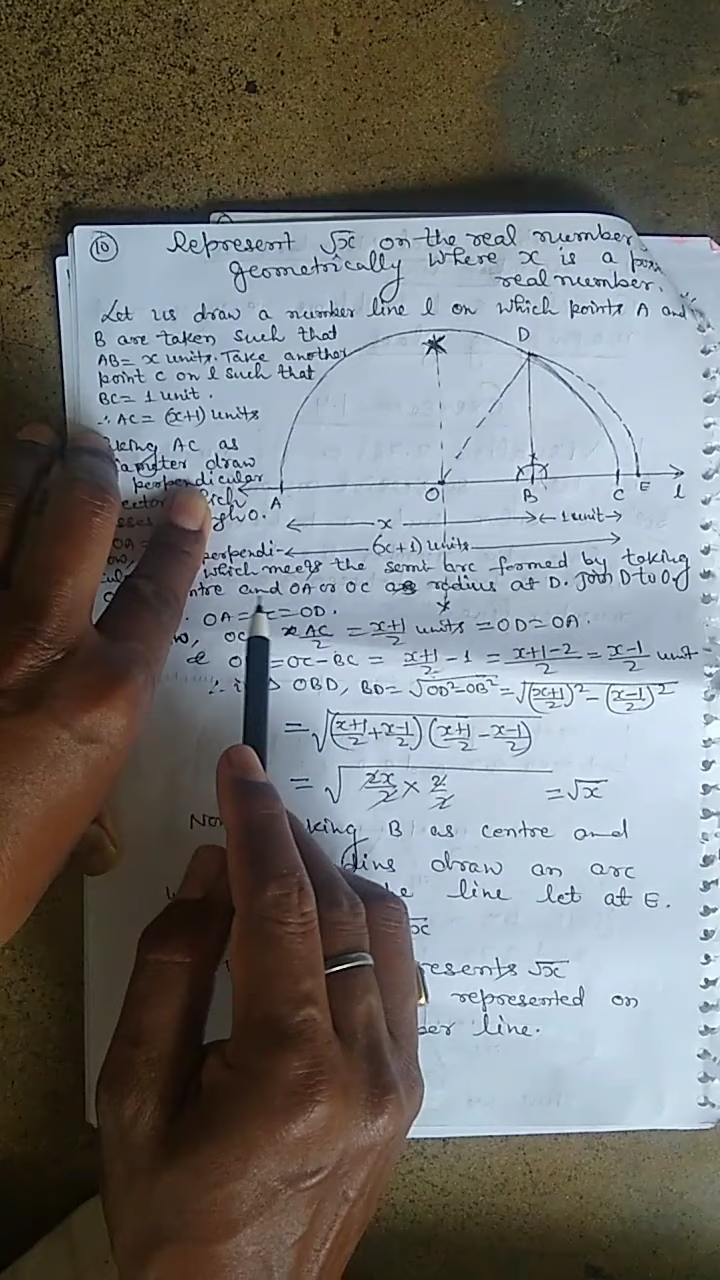 10 Represent √x on the real number
geometrically where x is a
real number.
Let us draw a number line l on which points A and
B are taken such that
AB = x units. Take another
point C on l such that
BC = 1 unit.
∴ AC = (x+1) units
AC as
draw
perpendicular
O.
D
A O B C E l
x 1 unit
(x+1) units
which meets the semi arc formed by taking
and OA or OC as radius at D. Join D to O.
OA = = OD.
OC AC/2 = x+1/2 units = OD = OA.
= OC - BC = x+1/2 - 1 = x+1-2/2 = x-1/2 unit
∴ in Δ OBD, BD = √OD²-OB² = √(x+1/2)² - (x-1/2)²
= √(x+1/2 + x-1/2) (x+1/2 - x-1/2)
= √2x/2 × 2/2 = √x
B as centre and
draw an arc
line let at E.
√x
√x
represented on
line.